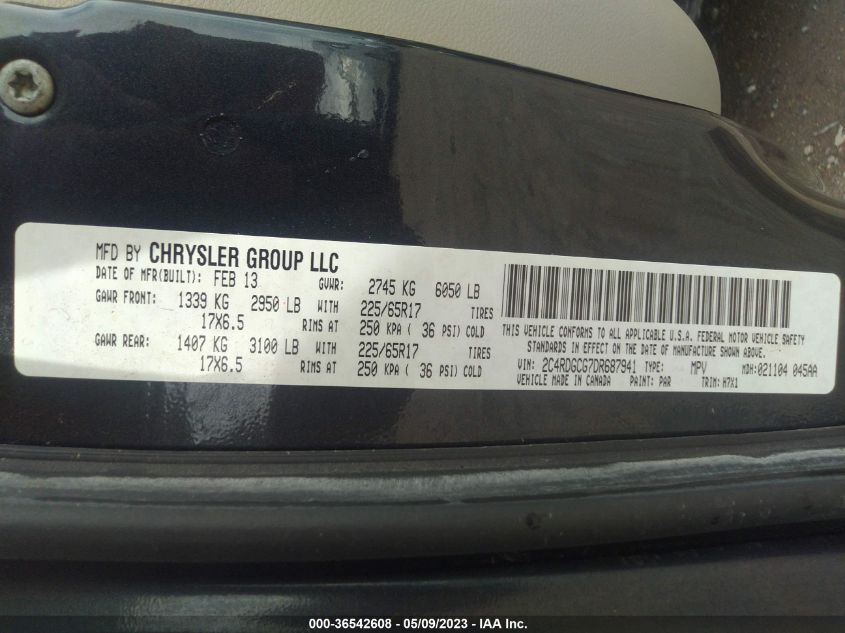 MFD BY CHRYSLER GROUP LLC
DATE OF MFR(BUILT): FEB 13 GVWR: 2745 KG 6050 LB
GAWR FRONT: 1339 KG 2950 LB WITH 225/65R17 TIRES
17X6.5 RIMS AT 250 KPA ( 36 PSI) COLD
GAWR REAR: 1407 KG 3100 LB WITH 225/65R17 TIRES
17X6.5 RIMS AT 250 KPA ( 36 PSI) COLD
THIS VEHICLE CONFORMS TO ALL APPLICABLE U.S.A. FEDERAL MOTOR VEHICLE SAFETY
STANDARDS IN EFFECT ON THE DATE OF MANUFACTURE SHOWN ABOVE.
VIN: 2C4RDGCG7DR687941 TYPE: MPV MDH:021104 045AA
VEHICLE MADE IN CANADA PAINT: PAR TRIM: H7X1
000-36542608 - 05/09/2023 - IAA Inc.